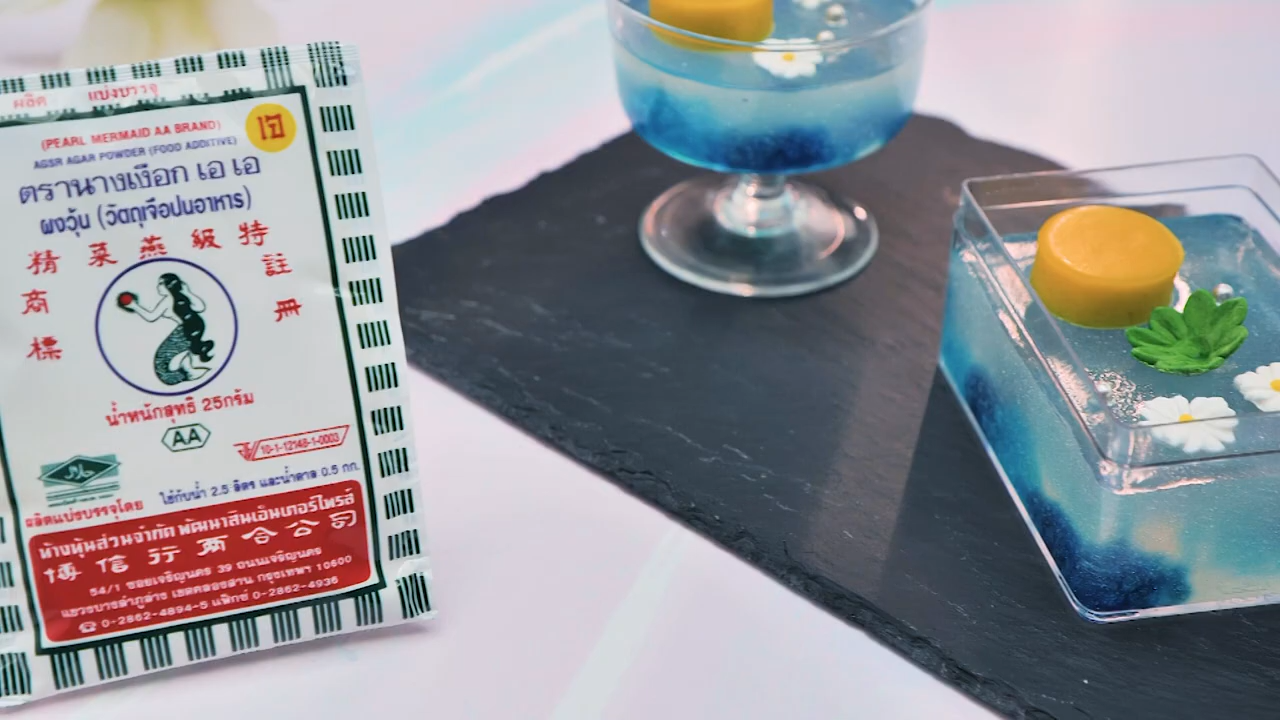 ผลิต แบ่งบรรจุ
(PEARL MERMAID AA BRAND)
เจ
AGSR AGAR POWDER (FOOD ADDITIVE)
ตรานางเงือก เอ เอ
ผงวุ้น (วัตถุเจือปนอาหาร)
精菜燕級特
商標
註冊
น้ำหนักสุทธิ 25กรัม
AA
10-1-12148-1-0003
ใช้กับน้ำ 2.5 ลิตร และน้ำตาล 0.5 กก.
ผลิตแบ่งบรรจุโดย
ห้างหุ้นส่วนจำกัด พัฒนาสินเอ็นเตอร์ไพรส์
博信行兩合公司
54/1 ซอยเจริญนคร 39 ถนนเจริญนคร
แขวงบางลำภูล่าง เขตคลองสาน กรุงเทพฯ 10600
☎ 0-2862-4894-5 แฟ็กซ์ 0-2862-4936